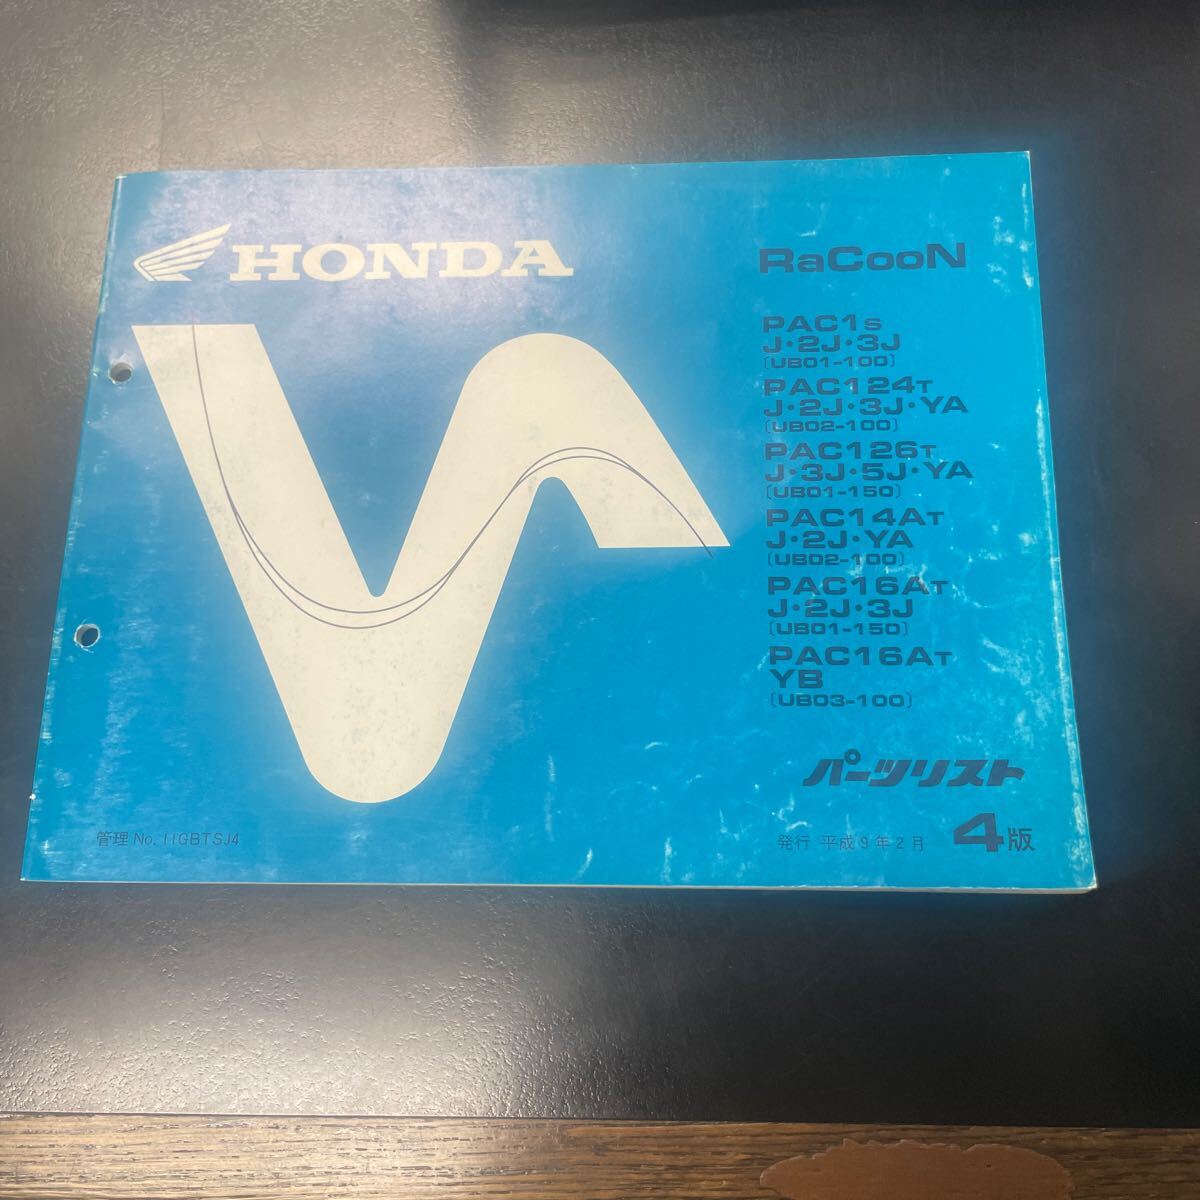 HONDA
RaCooN
PAC1S
J・2J・3J
(UB01-100)
PAC124T
J・2J・3J・YA
(UB02-100)
PAC126T
J・3J・5J・YA
(UB01-150)
PAC14AT
J・2J・YA
(UB02-100)
PAC16AT
J・2J・3J
(UB01-150)
PAC16AT
YB
(UB03-100)
パーツリスト
管理 No. 11GBTSJ4
発行 平成9年2月 4版